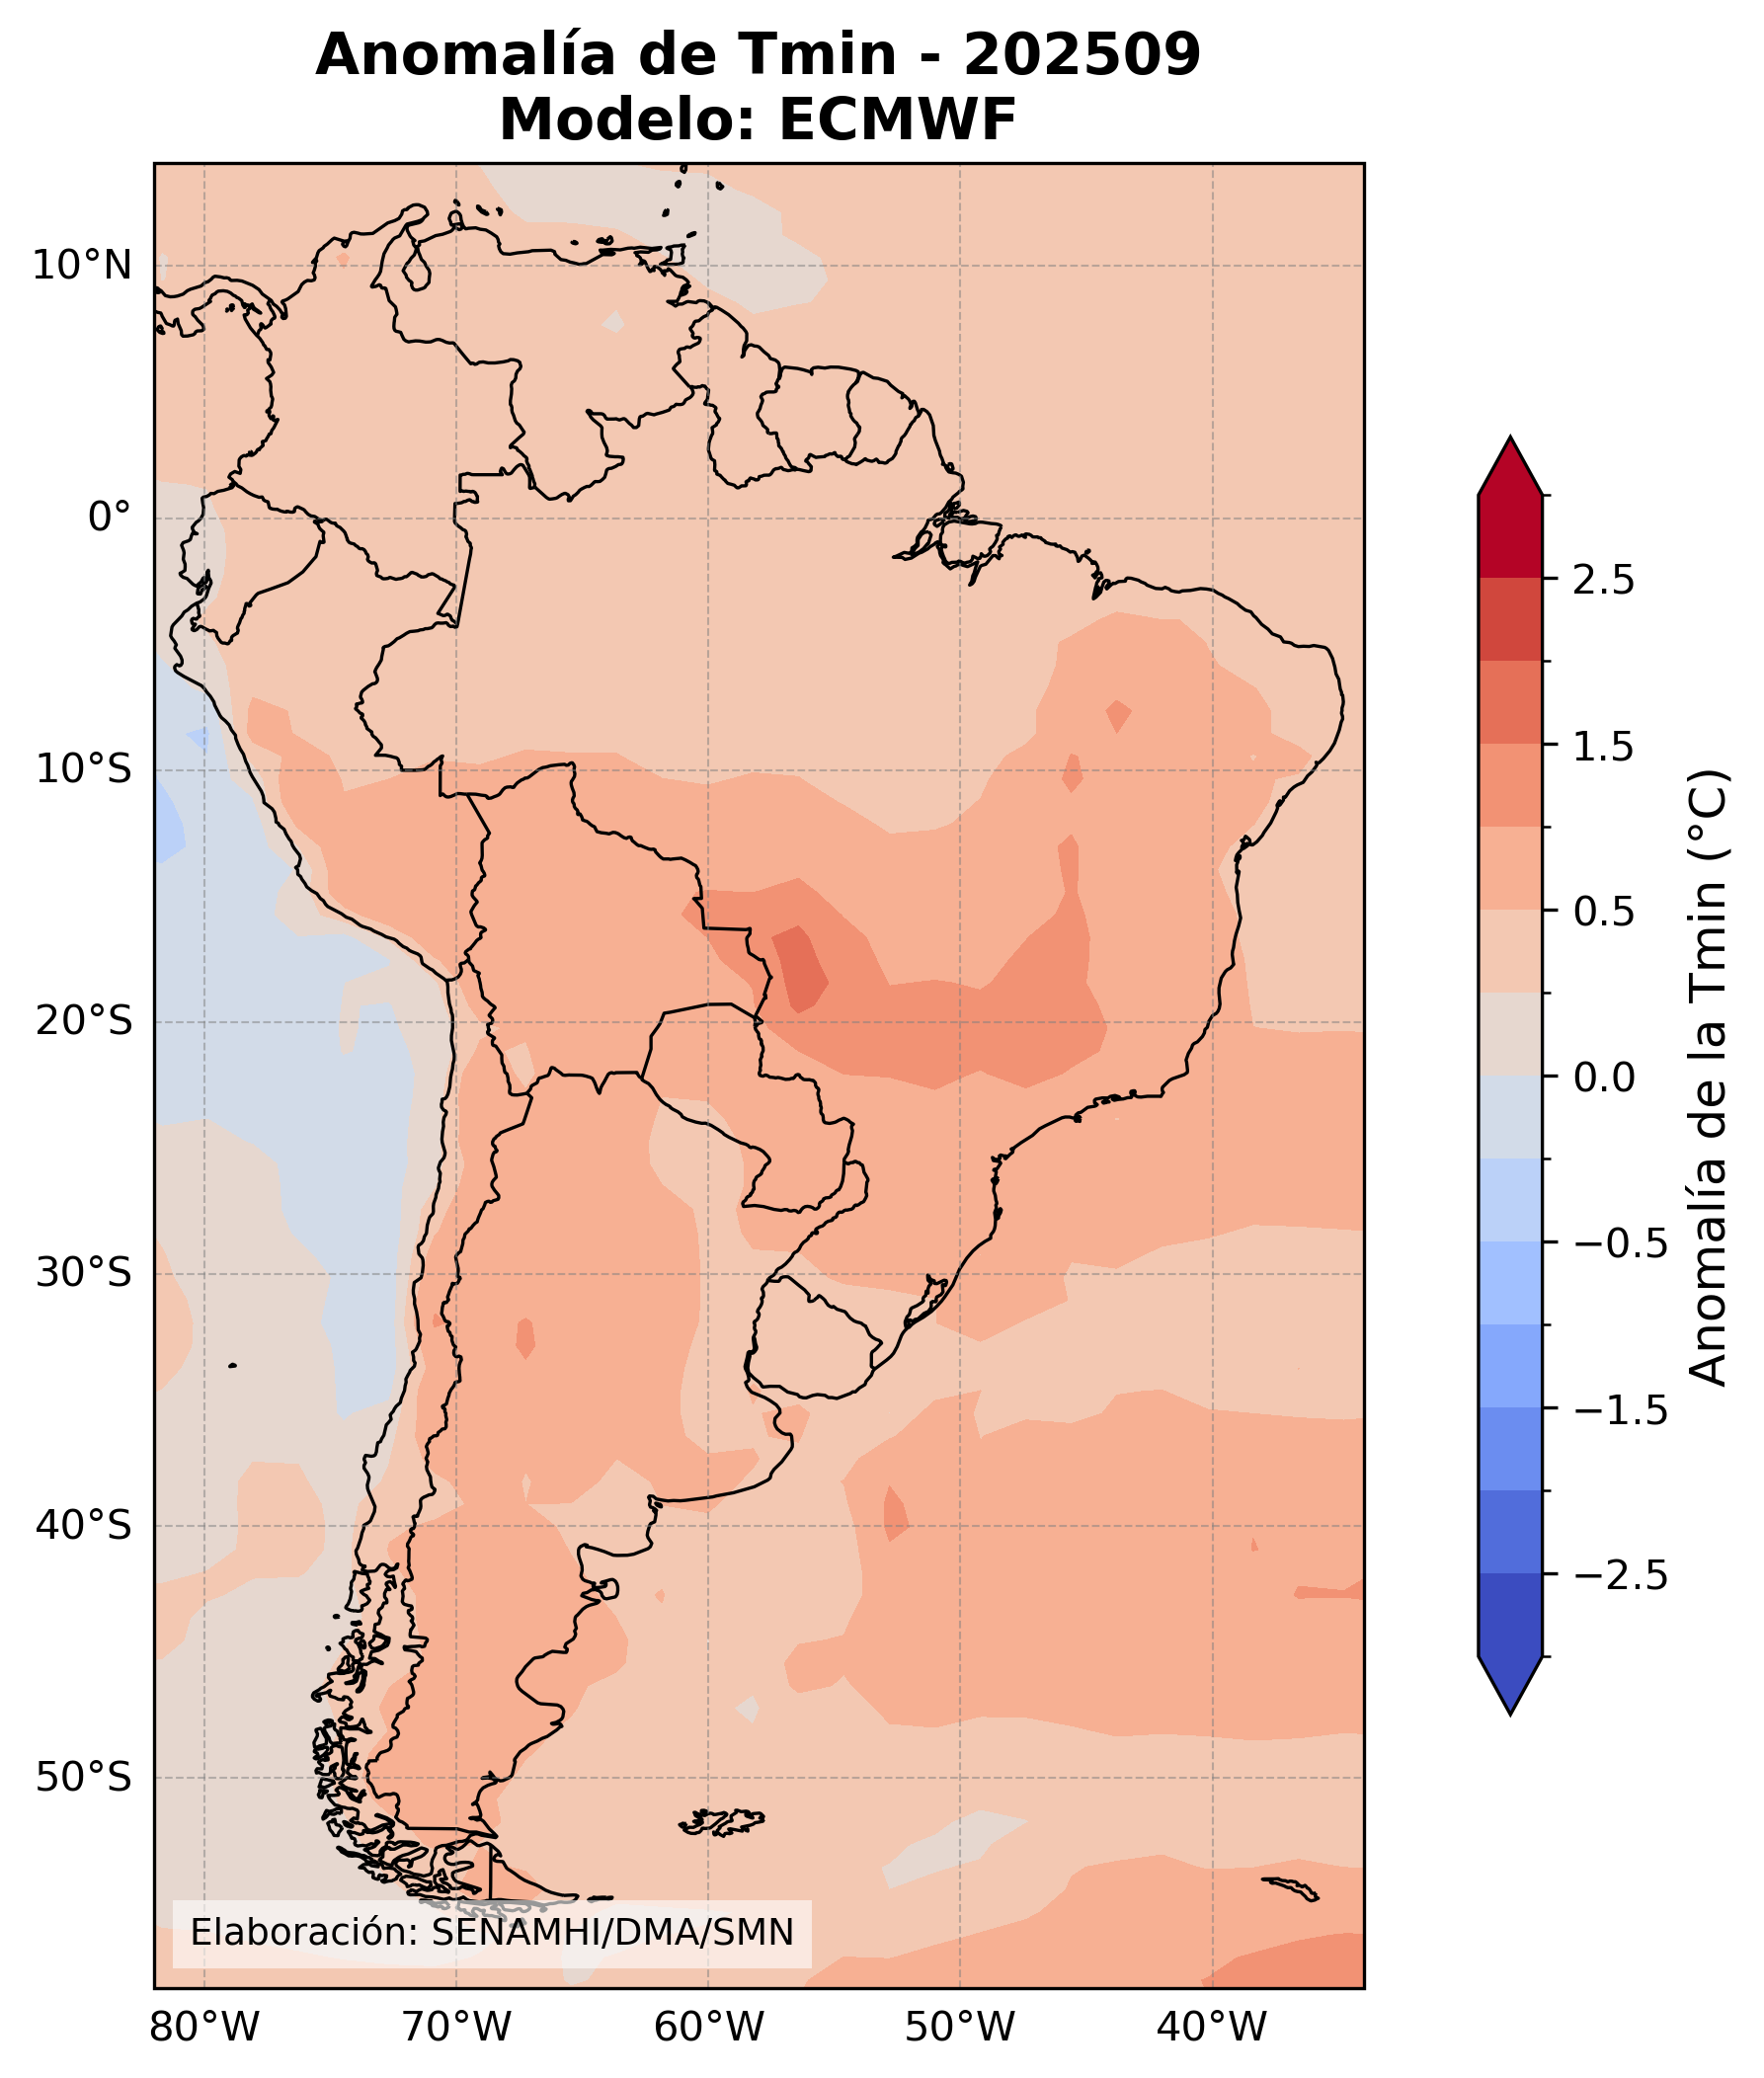 Anomalía de Tmin - 202509
Modelo: ECMWF
10°N
0°
10°S
20°S
30°S
40°S
50°S
80°W 70°W 60°W 50°W 40°W
Elaboración: SENAMHI/DMA/SMN
2.5
1.5
0.5
0.0
−0.5
−1.5
−2.5
Anomalía de la Tmin (°C)